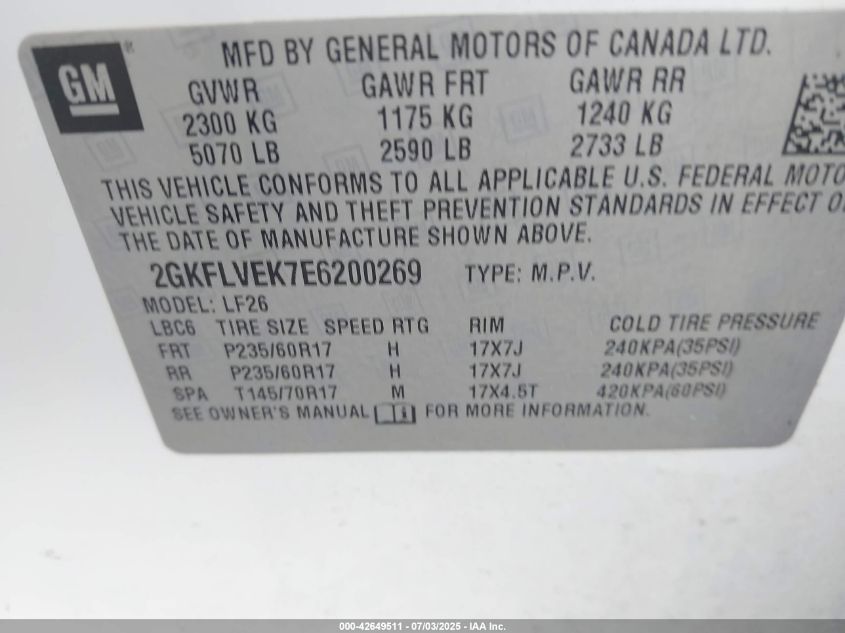 GM ®
MFD BY GENERAL MOTORS OF CANADA LTD.
GVWR GAWR FRT GAWR RR
2300 KG 1175 KG 1240 KG
5070 LB 2590 LB 2733 LB
THIS VEHICLE CONFORMS TO ALL APPLICABLE U.S. FEDERAL MOTO
VEHICLE SAFETY AND THEFT PREVENTION STANDARDS IN EFFECT O
THE DATE OF MANUFACTURE SHOWN ABOVE.
2GKFLVEK7E6200269 TYPE: M.P.V.
MODEL: LF26
LBC6 TIRE SIZE SPEED RTG RIM COLD TIRE PRESSURE
FRT P235/60R17 H 17X7J 240KPA(35PSI)
RR P235/60R17 H 17X7J 240KPA(35PSI)
SPA T145/70R17 M 17X4.5T 420KPA(60PSI)
SEE OWNER'S MANUAL FOR MORE INFORMATION.
000-42649511 - 07/03/2025 - IAA Inc.